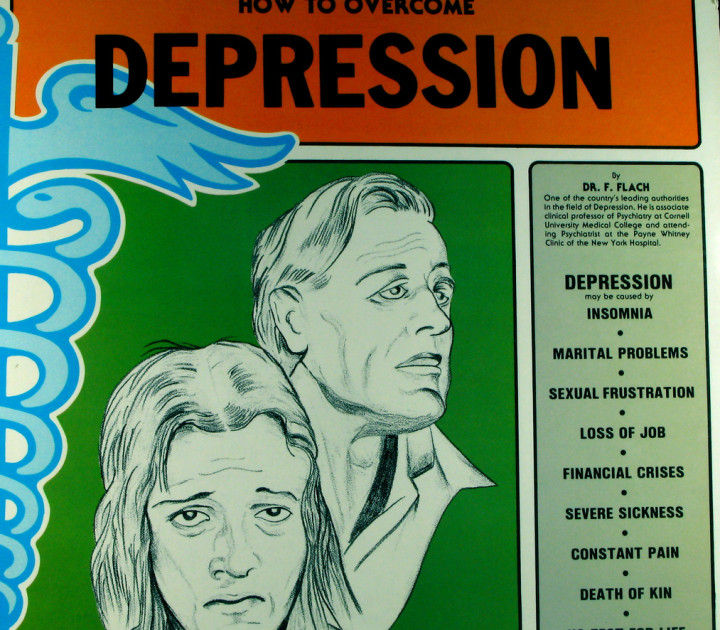 HOW TO OVERCOME
DEPRESSION
By
DR. F. FLACH
One of the country's leading authorities
in the field of Depression. He is associate
clinical professor of Psychiatry at Cornell
University Medical College and attend-
ing Psychiatrist at the Payne Whitney
Clinic of the New York Hospital.
DEPRESSION
may be caused by
INSOMNIA
•
MARITAL PROBLEMS
•
SEXUAL FRUSTRATION
•
LOSS OF JOB
•
FINANCIAL CRISES
•
SEVERE SICKNESS
•
CONSTANT PAIN
•
DEATH OF KIN
•
FOR LIFE